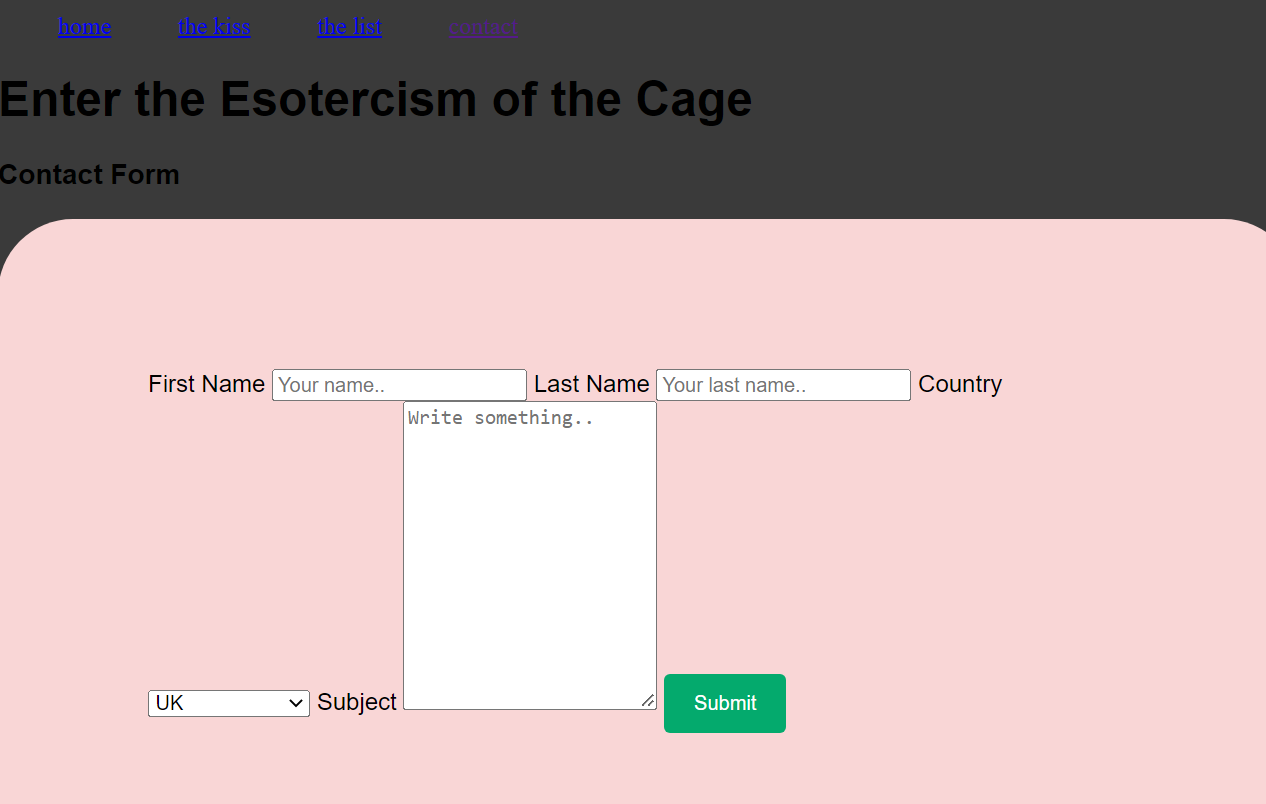 home the kiss the list contact
Enter the Esotercism of the Cage
Contact Form
First Name Your name.. Last Name Your last name.. Country
Write something..
UK Subject Submit